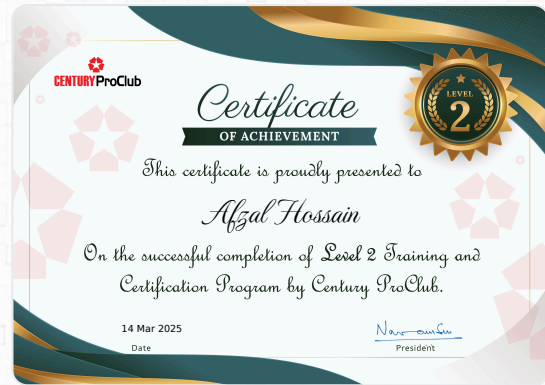 CENTURY ProClub
Certificate
OF ACHIEVEMENT
LEVEL
2
This certificate is proudly presented to
Afzal Hossain
On the successful completion of Level 2 Training and
Certification Program by Century ProClub.
14 Mar 2025
Date
President